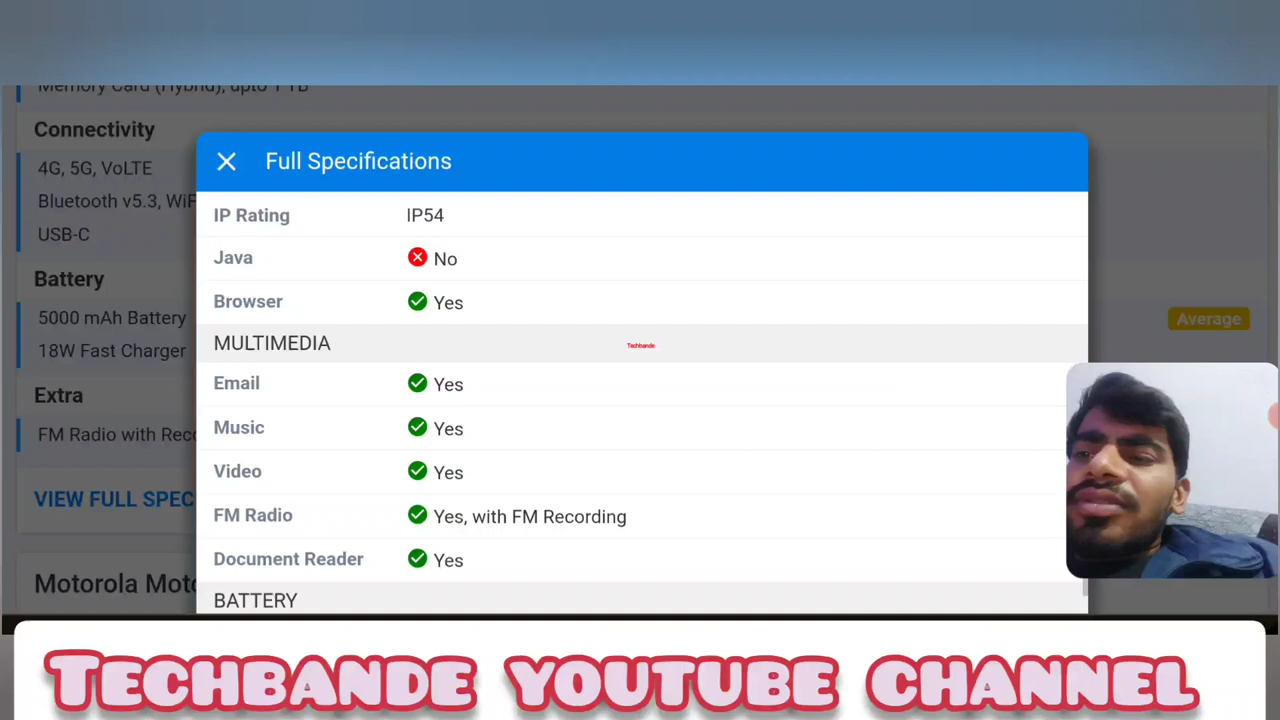 Memory Card (Hybrid), upto 1 TB
Connectivity
4G, 5G, VoLTE
Bluetooth v5.3, WiF
USB-C
Battery
5000 mAh Battery
18W Fast Charger
Average
Extra
FM Radio with Reco
VIEW FULL SPEC
Motorola Moto
Full Specifications
IP Rating IP54
Java No
Browser Yes
MULTIMEDIA
Techbande
Email Yes
Music Yes
Video Yes
FM Radio Yes, with FM Recording
Document Reader Yes
BATTERY
Techbande youtube channel